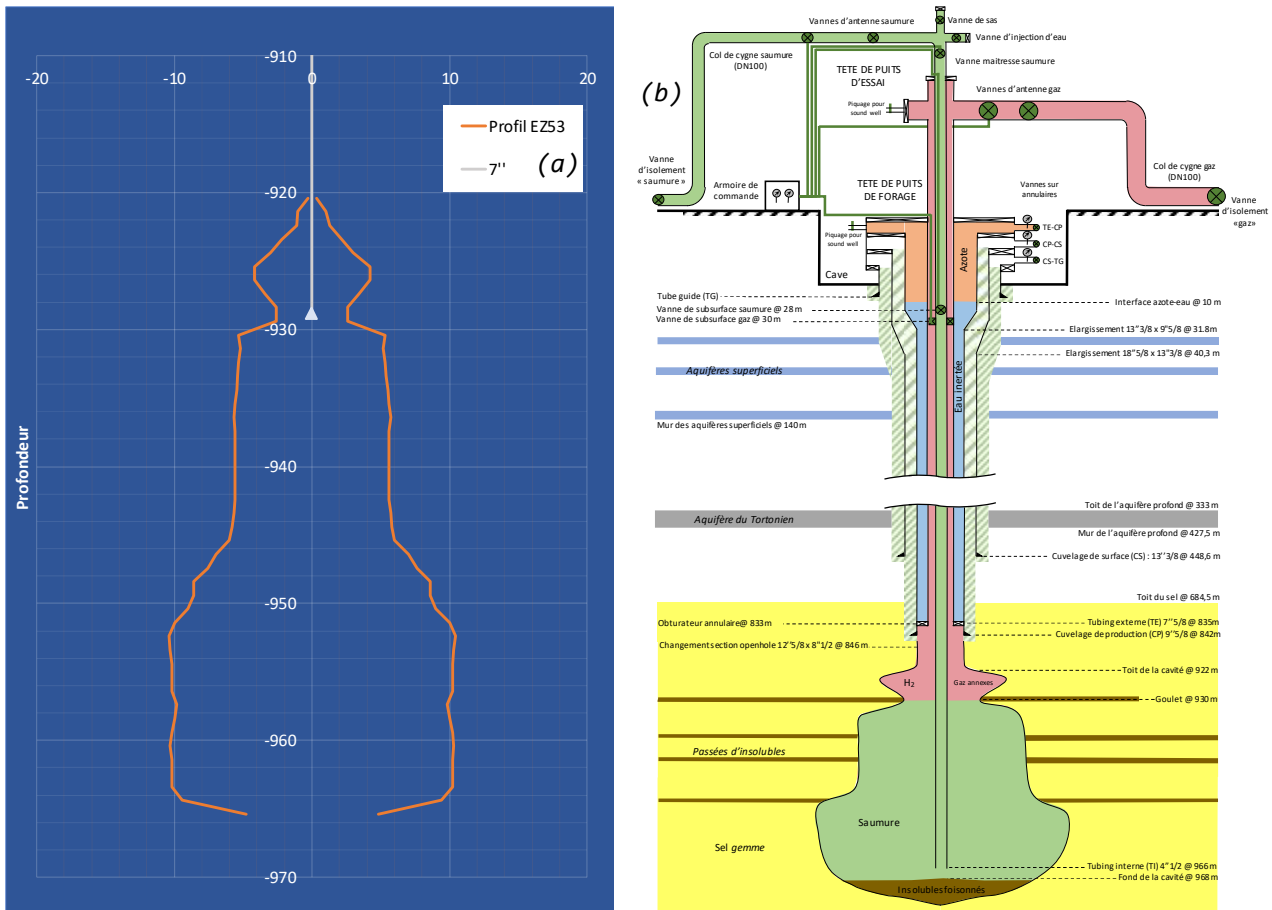 -910
-20
-10
0
10
20
Profil EZ53
7''
(a)
-920
-930
-940
-950
-960
-970
Profondeur
(b)
Vannes d'antenne saumure
Vanne de sas
Vanne d'injection d'eau
Col de cygne saumure
(DN100)
Vanne maitresse saumure
TETE DE PUITS
D'ESSAI
Vannes d'antenne gaz
Piquage pour
sound well
Vanne
d'isolement
« saumure »
Armoire de
commande
TETE DE PUITS
DE FORAGE
Vannes sur
annulaires
Col de cygne gaz
(DN100)
Vanne
d'isolement
«gaz»
Piquage pour
sound well
TE-CP
CP-CS
CS-TG
Azote
Cave
Tube guide (TG)
Interface azote-eau @ 10 m
Vanne de subsurface saumure @ 28 m
Vanne de subsurface gaz @ 30 m
Elargissement 13"3/8 x 9"5/8 @ 31.8m
Elargissement 18"5/8 x 13"3/8 @ 40,3 m
Aquifères superficiels
Eau inertée
Mur des aquifères superficiels @ 140 m
Toit de l'aquifère profond @ 333 m
Aquifère du Tortonien
Mur de l'aquifère profond @ 427,5 m
Cuvelage de surface (CS) : 13''3/8 @ 448,6 m
Toit du sel @ 684,5 m
Obturateur annulaire@ 833m
Tubing externe (TE) 7''5/8 @ 835m
Cuvelage de production (CP) 9''5/8 @ 842m
Changement section openhole 12''5/8 x 8"1/2 @ 846 m
Toit de la cavité @ 922 m
H2
Gaz annexes
Goulet @ 930 m
Passées d'insolubles
Saumure
Sel gemme
Tubing interne (TI) 4"1/2 @ 966 m
Fond de la cavité @ 968 m
Insolubles foisonnés